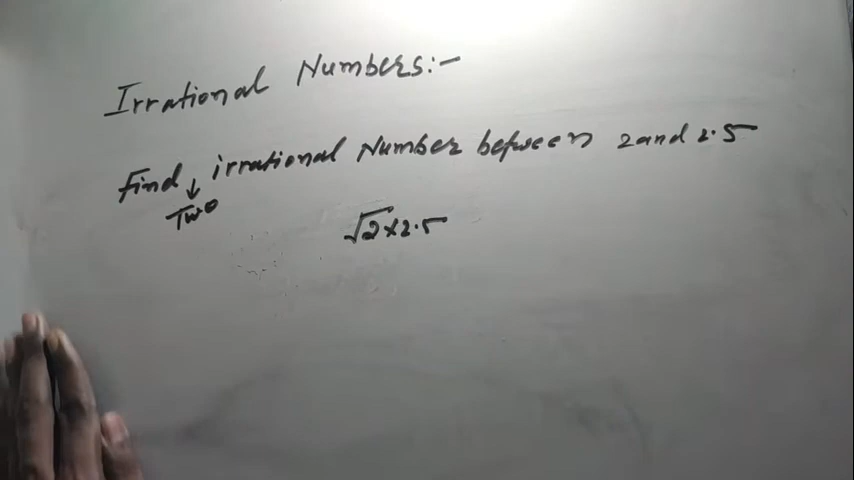 Irrational Numbers:-
Find ↓ irrational Number between 2 and 2.5
Two
√2×2.5